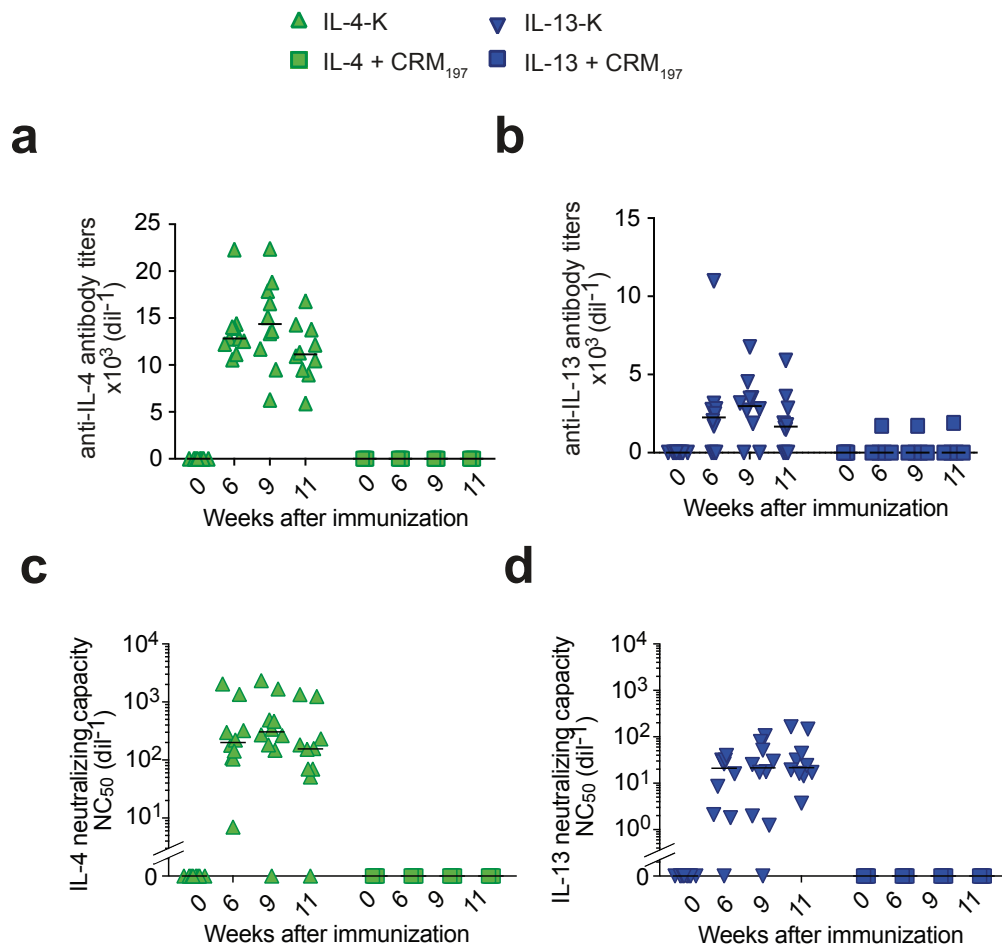 IL-4-K IL-13-K
IL-4 + CRM₁₉₇ IL-13 + CRM₁₉₇
a
b
anti-IL-4 antibody titers
x10³ (dil⁻¹)
25
20
15
10
5
0
0 6 9 11 0 6 9 11
Weeks after immunization
anti-IL-13 antibody titers
x10³ (dil⁻¹)
15
10
5
0
0 6 9 11 0 6 9 11
Weeks after immunization
c
d
IL-4 neutralizing capacity
NC₅₀ (dil⁻¹)
10⁴
10³
10²
10¹
0
0 6 9 11 0 6 9 11
Weeks after immunization
IL-13 neutralizing capacity
NC₅₀ (dil⁻¹)
10⁴
10³
10²
10¹
10⁰
0
0 6 9 11 0 6 9 11
Weeks after immunization